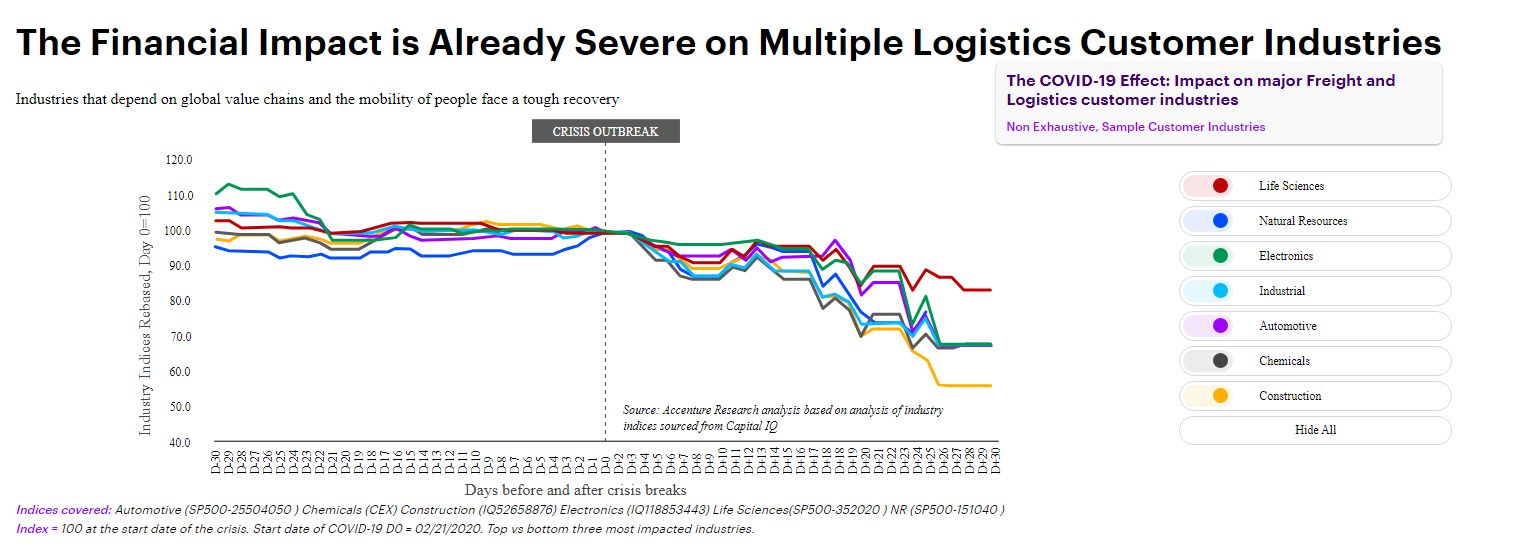 The Financial Impact is Already Severe on Multiple Logistics Customer Industries
The COVID-19 Effect: Impact on major Freight and
Logistics customer industries
Non Exhaustive, Sample Customer Industries
Industries that depend on global value chains and the mobility of people face a tough recovery
CRISIS OUTBREAK
Industry Indices Rebased, Day 0=100
120.0
110.0
100.0
90.0
80.0
70.0
60.0
50.0
40.0
Life Sciences
Natural Resources
Electronics
Industrial
Automotive
Chemicals
Construction
Hide All
Source: Accenture Research analysis based on analysis of industry
indices sourced from Capital IQ
D-30 D-29 D-28 D-27 D-26 D-25 D-24 D-23 D-22 D-21 D-20 D-19 D-18 D-17 D-16 D-15 D-14 D-13 D-12 D-11 D-10 D-9 D-8 D-7 D-6 D-5 D-4 D-3 D-2 D-1 D-0 D+2 D+3 D+4 D+5 D+6 D+7 D+8 D+9 D+10 D+11 D+12 D+13 D+14 D+15 D+16 D+17 D+18 D+18 D+19 D+20 D+21 D+22 D+23 D+24 D+25 D+26 D+27 D+28 D+29 D+30
Days before and after crisis breaks
Indices covered: Automotive (SP500-25504050 ) Chemicals (CEX) Construction (IQ52658876) Electronics (IQ118853443) Life Sciences(SP500-352020 ) NR (SP500-151040 )
Index = 100 at the start date of the crisis. Start date of COVID-19 D0 = 02/21/2020. Top vs bottom three most impacted industries.